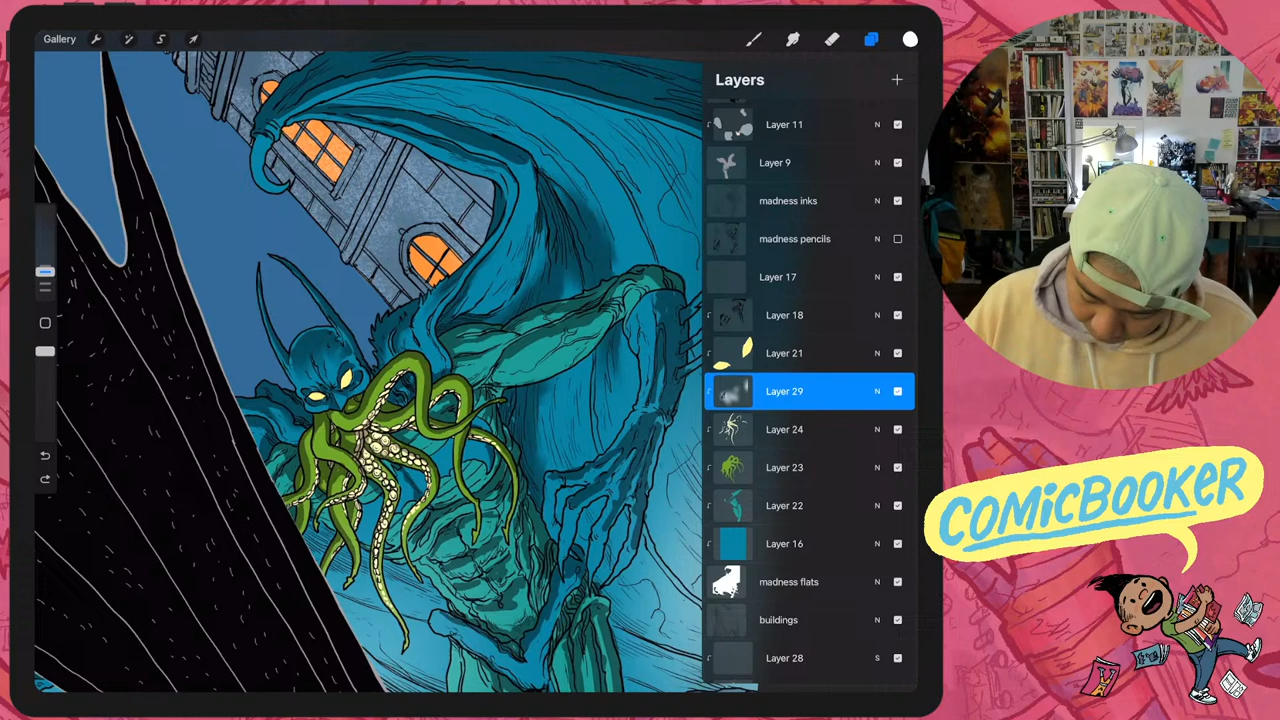 Gallery
Layers
Layer 11 N
Layer 9 N
madness inks N
madness pencils N
Layer 17 N
Layer 18 N
Layer 21 N
Layer 29 N
Layer 24 N
Layer 23 N
Layer 22 N
Layer 16 N
madness flats N
buildings N
Layer 28 S
COMiCBOOKER